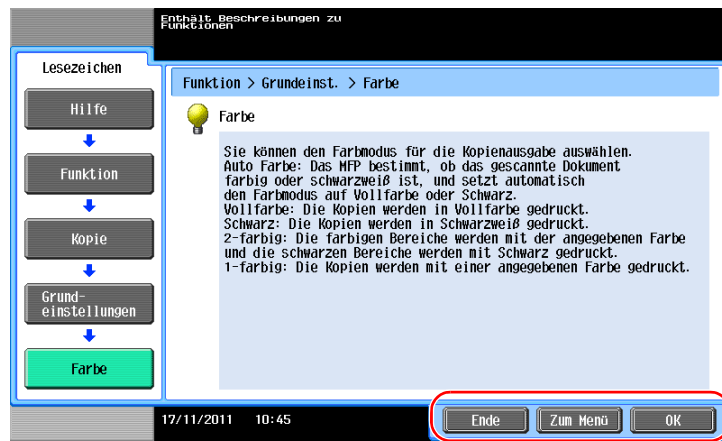 Enthält Beschreibungen zu
Funktionen
Lesezeichen
Hilfe
Funktion
Kopie
Grund-
einstellungen
Farbe
Funktion > Grundeinst. > Farbe
Farbe
Sie können den Farbmodus für die Kopienausgabe auswählen.
Auto Farbe: Das MFP bestimmt, ob das gescannte Dokument
farbig oder schwarzweiß ist, und setzt automatisch
den Farbmodus auf Vollfarbe oder Schwarz.
Vollfarbe: Die Kopien werden in Vollfarbe gedruckt.
Schwarz: Die Kopien werden in Schwarzweiß gedruckt.
2-farbig: Die farbigen Bereiche werden mit der angegebenen Farbe
und die schwarzen Bereiche werden mit Schwarz gedruckt.
1-farbig: Die Kopien werden mit einer angegebenen Farbe gedruckt.
17/11/2011 10:45
Ende
Zum Menü
OK